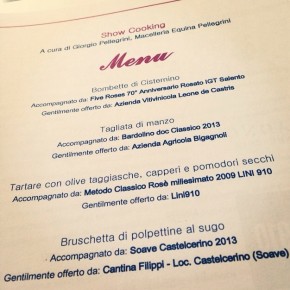 Show Cooking
A cura di Giorgio Pellegrini, Macelleria Equina Pellegrini
Menu
Bombette di Cisternino
Accompagnato da: Five Roses 70° Anniversario Rosato IGT Salento
Gentilmente offerto da: Azienda Vitivinicola Leone de Castris
Tagliata di manzo
Accompagnato da: Bardolino doc Classico 2013
Gentilmente offerto da: Azienda Agricola Bigagnoli
Tartare con olive taggiasche, capperi e pomodori secchi
Accompagnato da: Metodo Classico Rosè millesimato 2009 LINI 910
Gentilmente offerto da: Lini910
Bruschetta di polpettine al sugo
Accompagnato da: Soave Castelcerino 2013
Gentilmente offerto da: Cantina Filippi - Loc. Castelcerino (Soave)